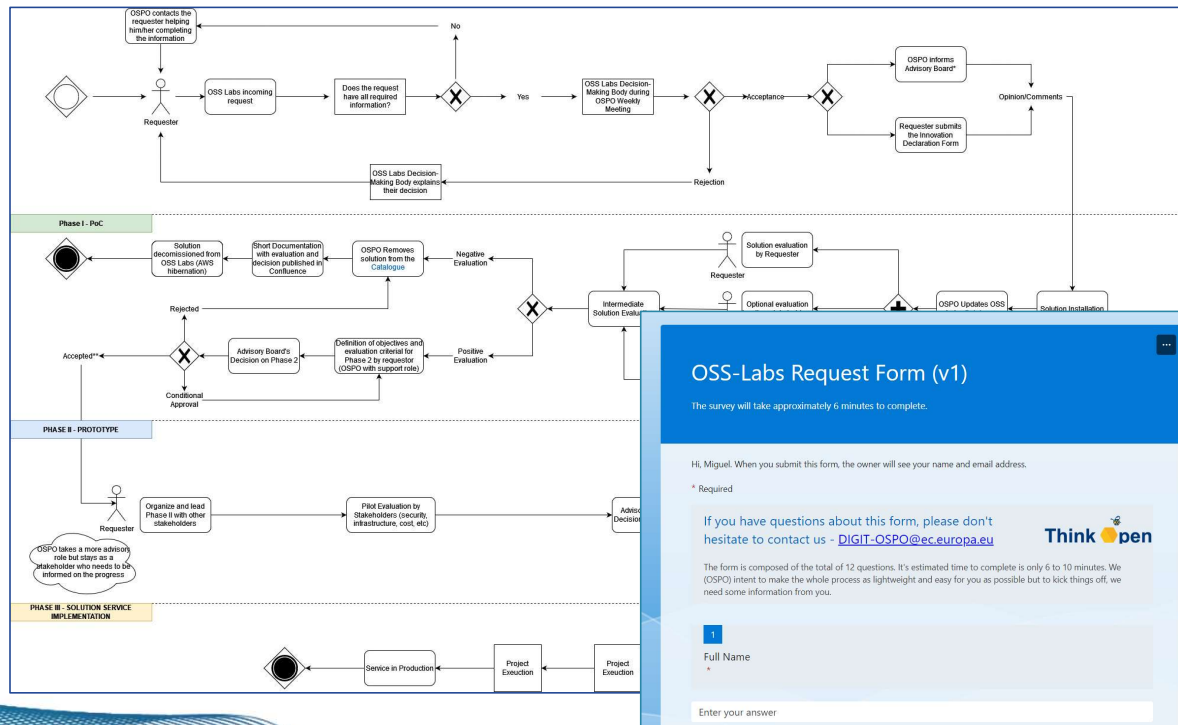 OSPO contacts the
requester helping
him/her completing
the information
No
Requester
OSS Labs incoming
request
Does the request
have all required
information?
X
Yes
OSS Labs Decision-
Making Body during
OSPO Weekly
Meeting
X
Acceptance
X
OSPO informs
Advisory Board*
Requester submits
the Innovation
Declaration Form
Opinion/Comments
OSS Labs Decision-
Making Body explains
their decision
Rejection
Phase I - PoC
Solution
decomissioned from
OSS Labs (AWS
hibernation)
Short Documentation
with evaluation and
decision published in
Confluence
OSPO Removes
solution from the
Catalogue
Negative
Evaluation
Requester
Solution evaluation
by Requester
Rejected
X
Intermediate
Solution
Optional evaluation
OSPO Updates OSS
Solution Installation
Accepted**
X
Advisory Board's
Decision on Phase 2
Definition of objectives and
evaluation criterial for
Phase 2 by requestor
(OSPO with support role)
Positive
Evaluation
Conditional
Approval
PHASE II - PROTOTYPE
Requester
Organize and lead
Phase II with other
stakeholders
Pilot Evaluation by
Stakeholders (security,
infrastructure, cost, etc)
Decision
OSPO takes a more advisory
role but stays as a
stakeholder who needs to be
informed on the progress
PHASE III - SOLUTION SERVICE
IMPLEMENTATION
Service in Production
Project
Exeuction
Project
Exeuction
OSS-Labs Request Form (v1)
The survey will take approximately 6 minutes to complete.
Hi, Miguel. When you submit this form, the owner will see your name and email address.
* Required
If you have questions about this form, please don't
hesitate to contact us - DIGIT-OSPO@ec.europa.eu
Think Open
The form is composed of the total of 12 questions. It's estimated time to complete is only 6 to 10 minutes. We
(OSPO) intent to make the whole process as lightweight and easy for you as possible but to kick things off, we
need some information from you.
1
Full Name
*
Enter your answer